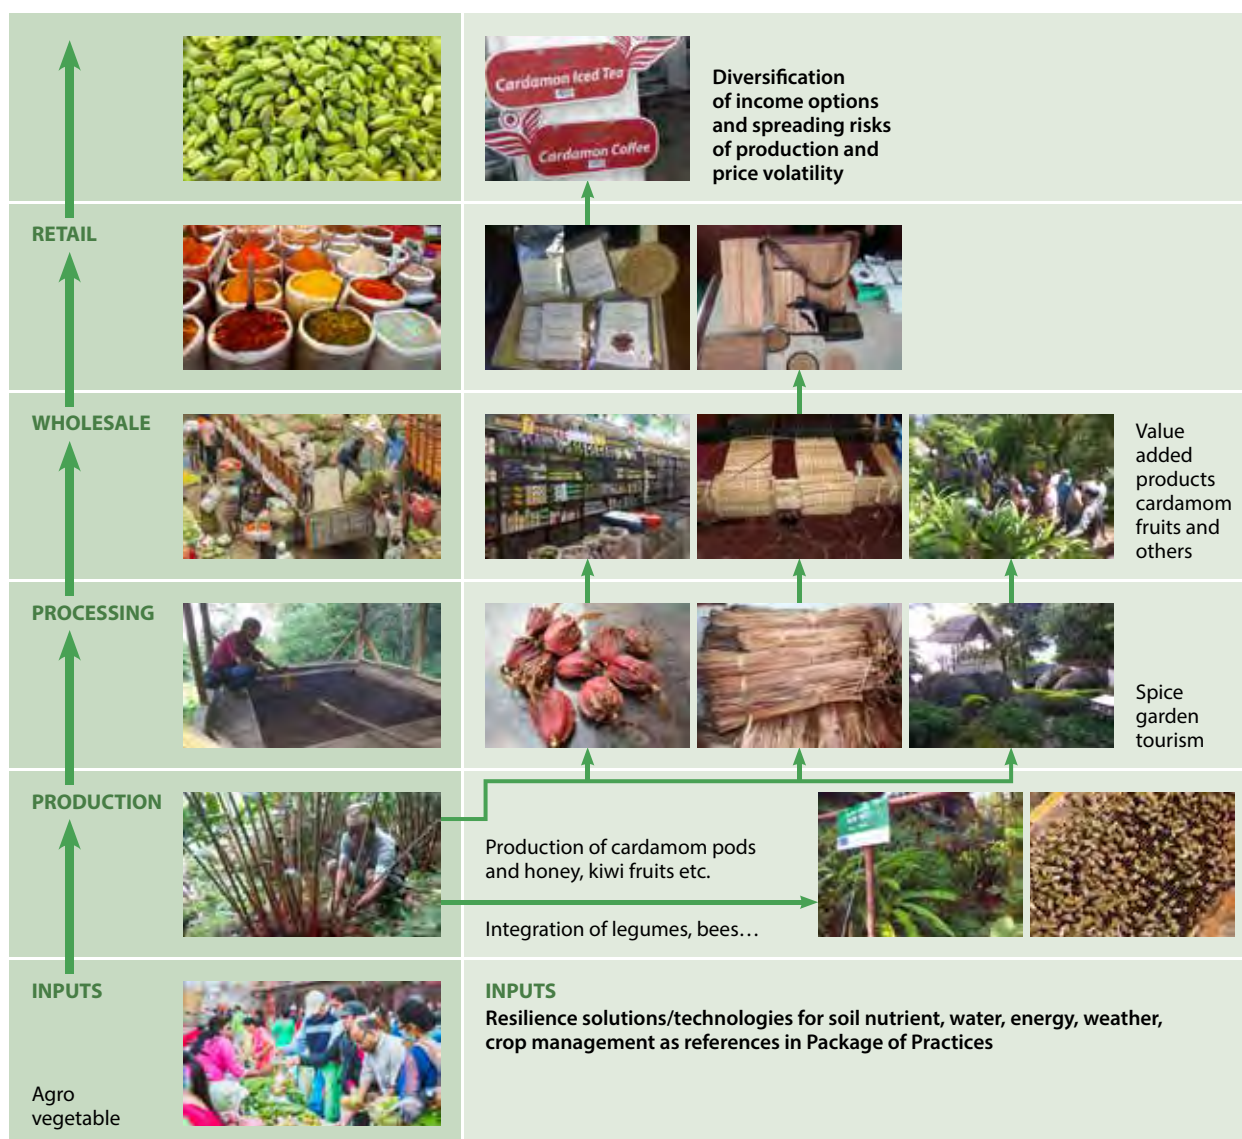 Cardamon Iced Tea
Cardamon Coffee
Diversification
of income options
and spreading risks
of production and
price volatility
RETAIL
WHOLESALE
Value
added
products
cardamom
fruits and
others
PROCESSING
Spice
garden
tourism
PRODUCTION
Production of cardamom pods
and honey, kiwi fruits etc.
Integration of legumes, bees…
INPUTS
Agro
vegetable
INPUTS
Resilience solutions/technologies for soil nutrient, water, energy, weather,
crop management as references in Package of Practices